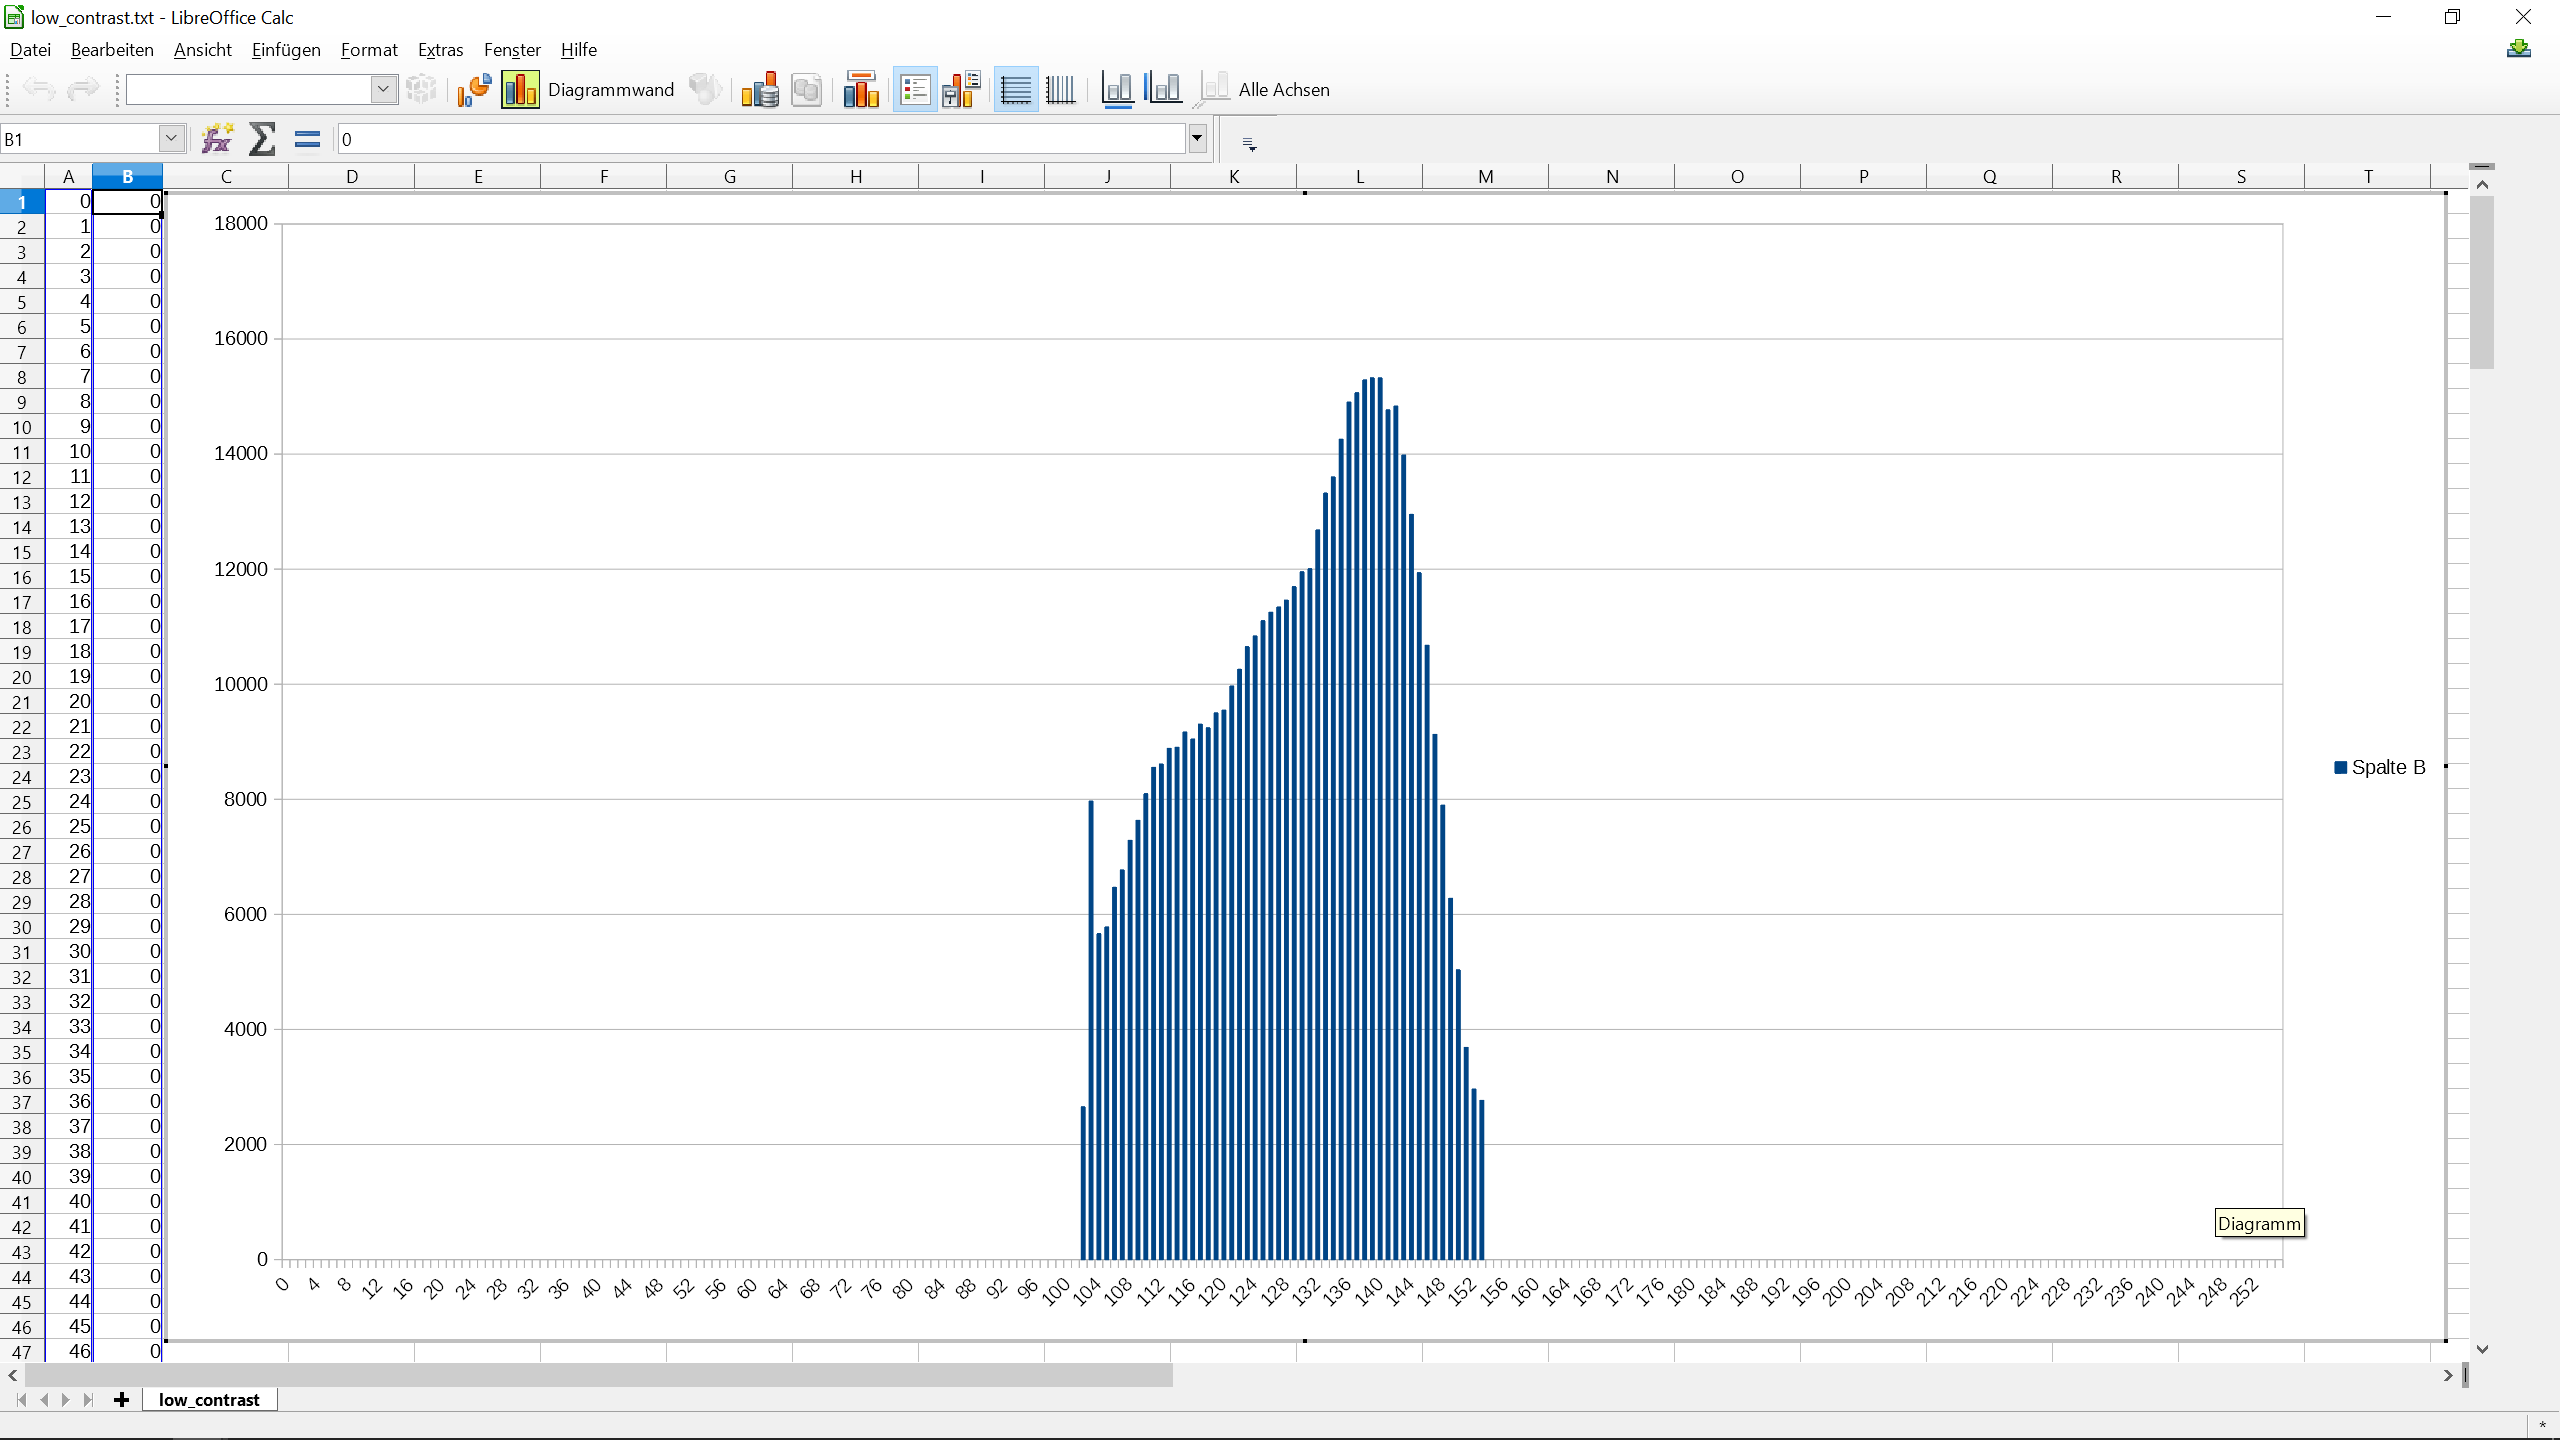 low_contrast.txt - LibreOffice Calc
Datei Bearbeiten Ansicht Einfügen Format Extras Fenster Hilfe
Diagrammwand Alle Achsen
B1 0
A B C D E F G H I J K L M N O P Q R S T
1 0 0
2 1 0
3 2 0
4 3 0
5 4 0
6 5 0
7 6 0
8 7 0
9 8 0
10 9 0
11 10 0
12 11 0
13 12 0
14 13 0
15 14 0
16 15 0
17 16 0
18 17 0
19 18 0
20 19 0
21 20 0
22 21 0
23 22 0
24 23 0
25 24 0
26 25 0
27 26 0
28 27 0
29 28 0
30 29 0
31 30 0
32 31 0
33 32 0
34 33 0
35 34 0
36 35 0
37 36 0
38 37 0
39 38 0
40 39 0
41 40 0
42 41 0
43 42 0
44 43 0
45 44 0
46 45 0
47 46 0
18000
16000
14000
12000
10000
8000
6000
4000
2000
0
0 4 8 12 16 20 24 28 32 36 40 44 48 52 56 60 64 68 72 76 80 84 88 92 96 100 104 108 112 116 120 124 128 132 136 140 144 148 152 156 160 164 168 172 176 180 184 188 192 196 200 204 208 212 216 220 224 228 232 236 240 244 248 252
Spalte B
Diagramm
low_contrast
*